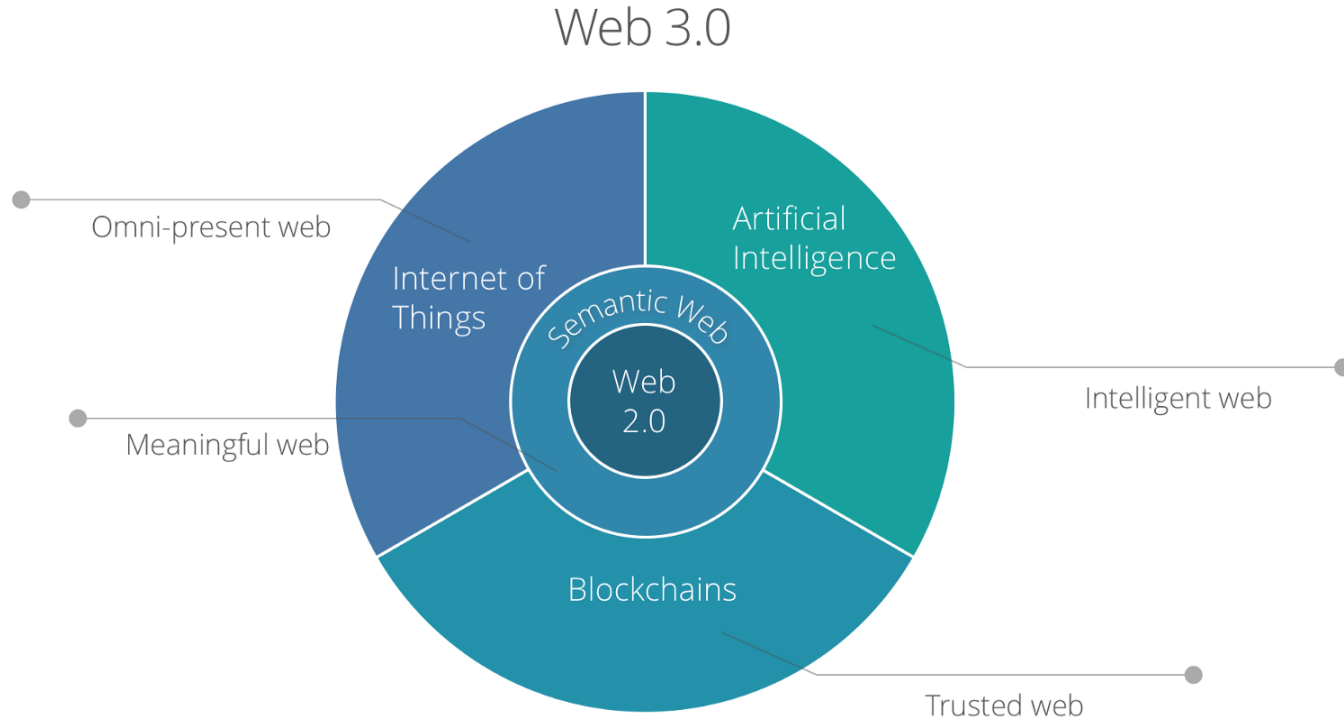 Web 3.0
Omni-present web
Artificial
Intelligence
Internet of
Things
Semantic Web
Web
2.0
Intelligent web
Meaningful web
Blockchains
Trusted web